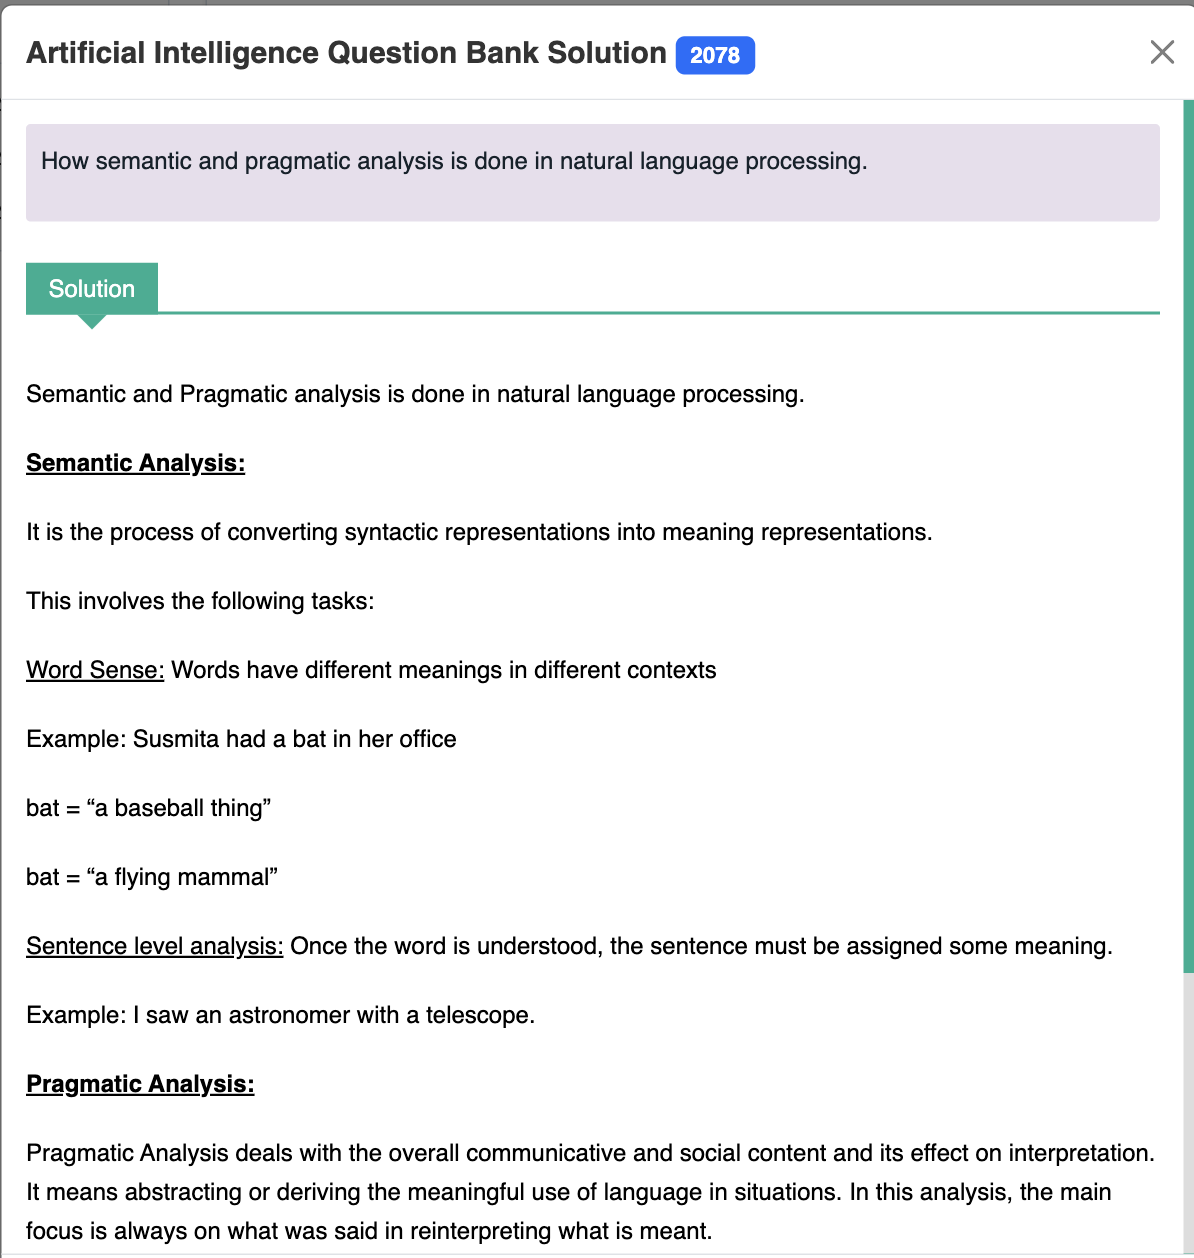 Artificial Intelligence Question Bank Solution 2078
How semantic and pragmatic analysis is done in natural language processing.
Solution
Semantic and Pragmatic analysis is done in natural language processing.
Semantic Analysis:
It is the process of converting syntactic representations into meaning representations.
This involves the following tasks:
Word Sense: Words have different meanings in different contexts
Example: Susmita had a bat in her office
bat = “a baseball thing”
bat = “a flying mammal”
Sentence level analysis: Once the word is understood, the sentence must be assigned some meaning.
Example: I saw an astronomer with a telescope.
Pragmatic Analysis:
Pragmatic Analysis deals with the overall communicative and social content and its effect on interpretation.
It means abstracting or deriving the meaningful use of language in situations. In this analysis, the main
focus is always on what was said in reinterpreting what is meant.